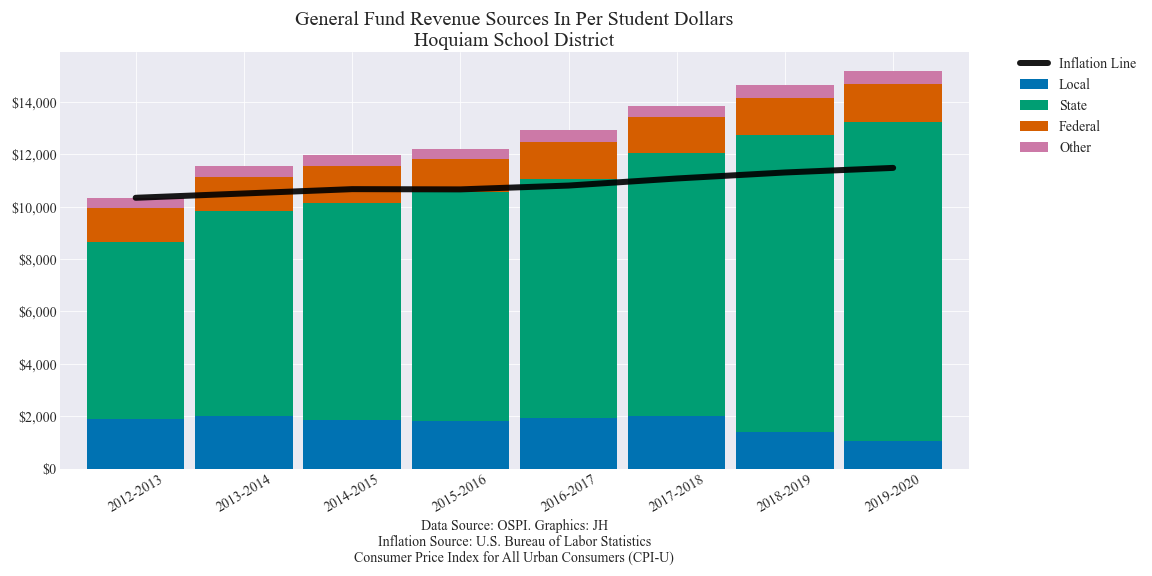 General Fund Revenue Sources In Per Student Dollars
Hoquiam School District
Inflation Line
Local
State
Federal
Other
$14,000
$12,000
$10,000
$8,000
$6,000
$4,000
$2,000
$0
2012-2013
2013-2014
2014-2015
2015-2016
2016-2017
2017-2018
2018-2019
2019-2020
Data Source: OSPI. Graphics: JH
Inflation Source: U.S. Bureau of Labor Statistics
Consumer Price Index for All Urban Consumers (CPI-U)